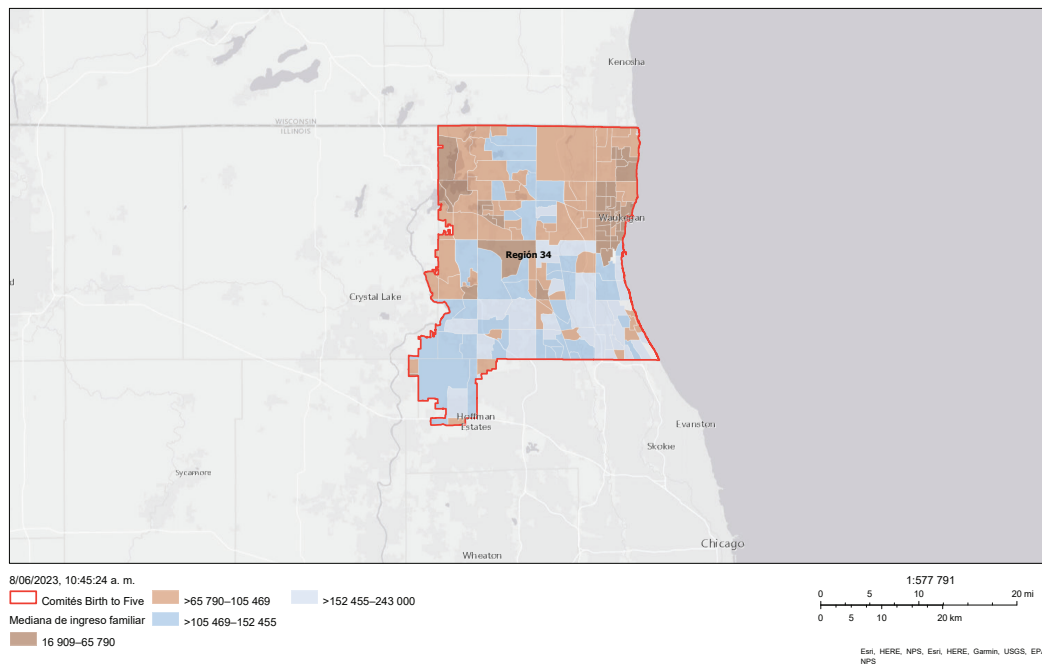 Kenosha
WISCONSIN
ILLINOIS
Waukegan
Región 34
d
Crystal Lake
Hoffman
Estates
Evanston
Skokie
Sycamore
Chicago
Wheaton
8/06/2023, 10:45:24 a. m.
Comités Birth to Five
Mediana de ingreso familiar
16 909–65 790
>65 790–105 469
>105 469–152 455
>152 455–243 000
1:577 791
0 5 10 20 mi
0 5 10 20 km
Esri, HERE, NPS, Esri, HERE, Garmin, USGS, EPA
NPS